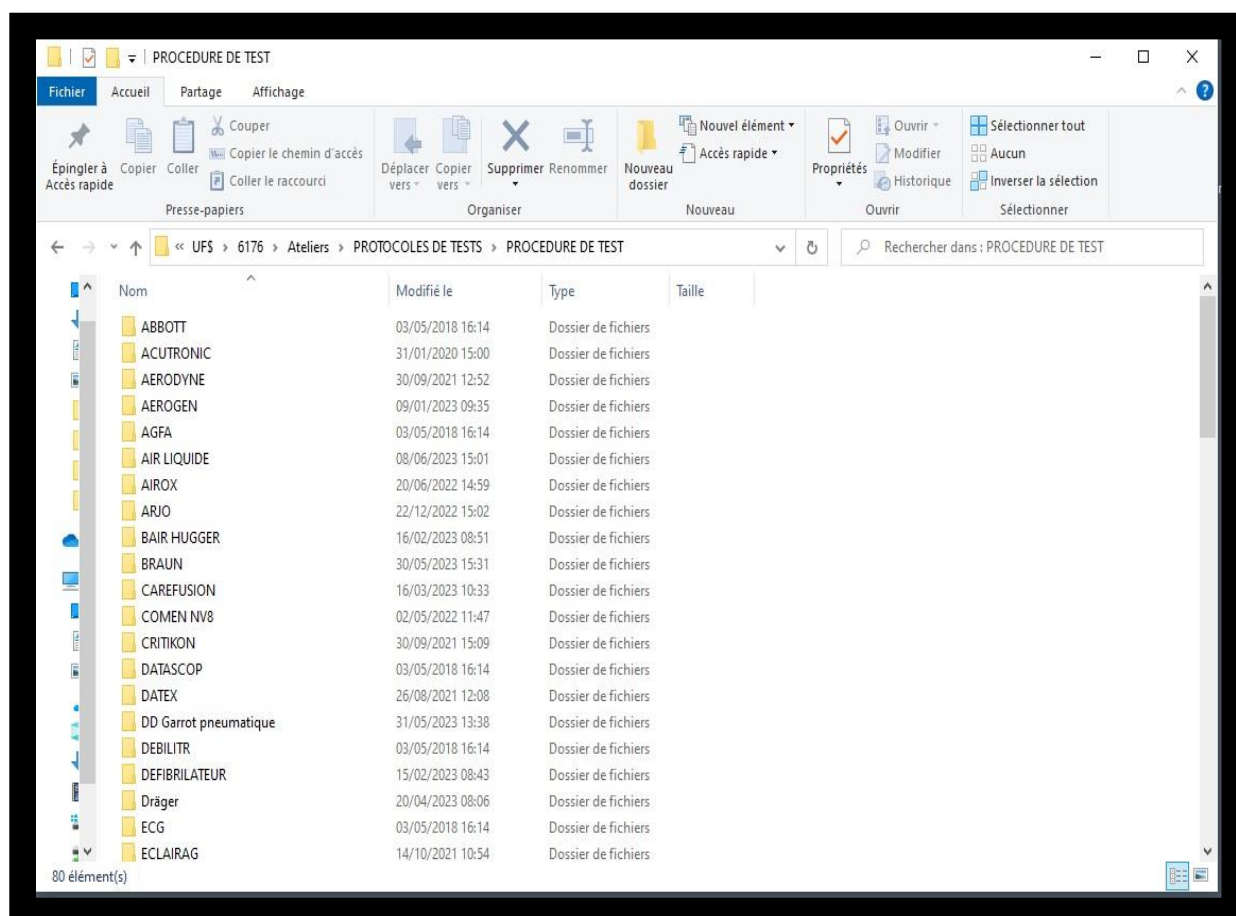 PROCEDURE DE TEST
Fichier Accueil Partage Affichage
Épingler à Accès rapide
Copier
Coller
Couper
Copier le chemin d'accès
Coller le raccourci
Déplacer vers
Copier vers
Supprimer
Renommer
Nouveau dossier
Nouvel élément
Accès rapide
Propriétés
Ouvrir
Modifier
Historique
Sélectionner tout
Aucun
Inverser la sélection
Presse-papiers Organiser Nouveau Ouvrir Sélectionner
« UF$ › 6176 › Ateliers › PROTOCOLES DE TESTS › PROCEDURE DE TEST
Rechercher dans : PROCEDURE DE TEST
Nom Modifié le Type Taille
ABBOTT 03/05/2018 16:14 Dossier de fichiers
ACUTRONIC 31/01/2020 15:00 Dossier de fichiers
AERODYNE 30/09/2021 12:52 Dossier de fichiers
AEROGEN 09/01/2023 09:35 Dossier de fichiers
AGFA 03/05/2018 16:14 Dossier de fichiers
AIR LIQUIDE 08/06/2023 15:01 Dossier de fichiers
AIROX 20/06/2022 14:59 Dossier de fichiers
ARJO 22/12/2022 15:02 Dossier de fichiers
BAIR HUGGER 16/02/2023 08:51 Dossier de fichiers
BRAUN 30/05/2023 15:31 Dossier de fichiers
CAREFUSION 16/03/2023 10:33 Dossier de fichiers
COMEN NV8 02/05/2022 11:47 Dossier de fichiers
CRITIKON 30/09/2021 15:09 Dossier de fichiers
DATASCOP 03/05/2018 16:14 Dossier de fichiers
DATEX 26/08/2021 12:08 Dossier de fichiers
DD Garrot pneumatique 31/05/2023 13:38 Dossier de fichiers
DEBILITR 03/05/2018 16:14 Dossier de fichiers
DEFIBRILATEUR 15/02/2023 08:43 Dossier de fichiers
Dräger 20/04/2023 08:06 Dossier de fichiers
ECG 03/05/2018 16:14 Dossier de fichiers
ECLAIRAG 14/10/2021 10:54 Dossier de fichiers
80 élément(s)